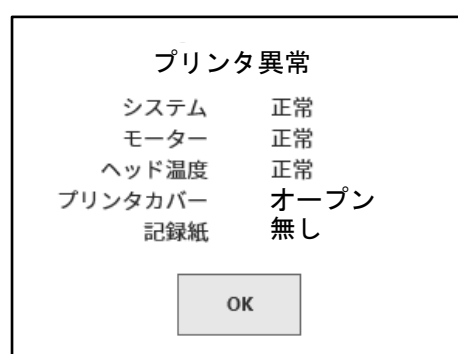 プリンタ異常
システム 正常
モーター 正常
ヘッド温度 正常
プリンタカバー オープン
記録紙 無し
OK